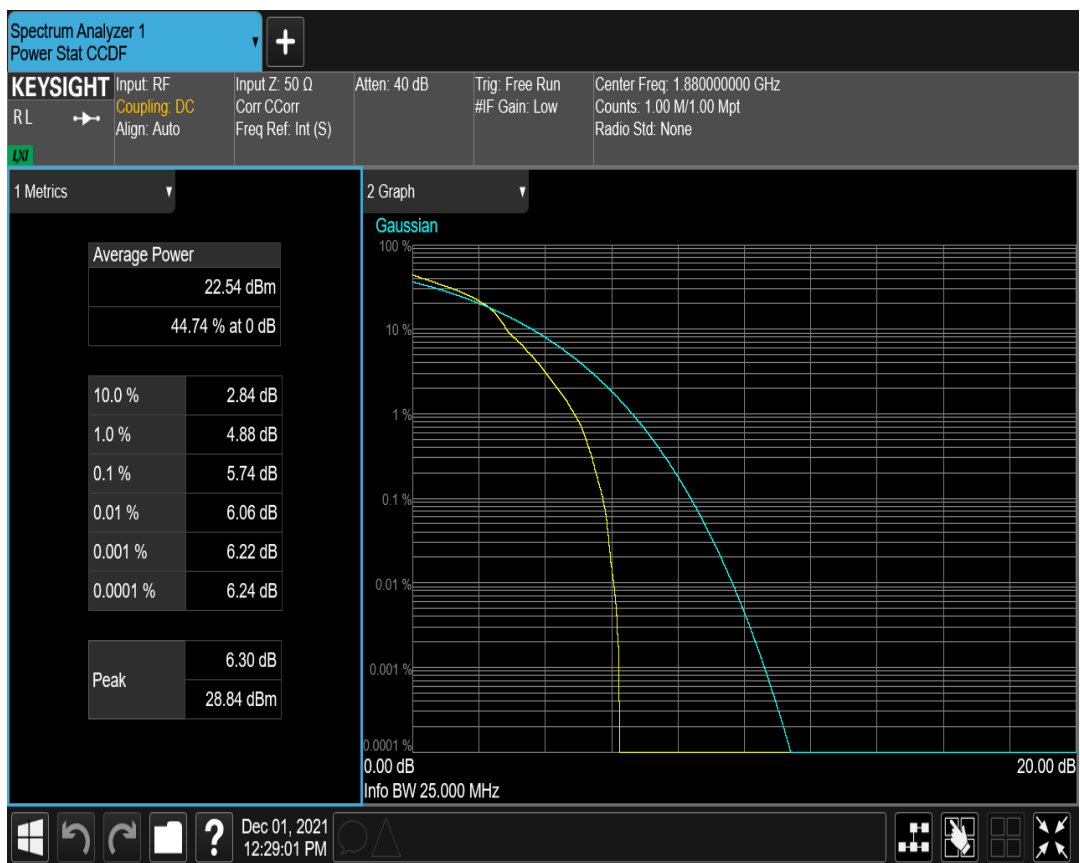 Spectrum Analyzer 1
Power Stat CCDF
+
KEYSIGHT
RL
LXI
Input: RF
Coupling: DC
Align: Auto
Input Z: 50 Ω
Corr CCorr
Freq Ref: Int (S)
Atten: 40 dB
Trig: Free Run
#IF Gain: Low
Center Freq: 1.880000000 GHz
Counts: 1.00 M/1.00 Mpt
Radio Std: None
1 Metrics
Average Power
22.54 dBm
44.74 % at 0 dB
10.0 % 2.84 dB
1.0 % 4.88 dB
0.1 % 5.74 dB
0.01 % 6.06 dB
0.001 % 6.22 dB
0.0001 % 6.24 dB
Peak
6.30 dB
28.84 dBm
2 Graph
Gaussian
100 %
10 %
1 %
0.1 %
0.01 %
0.001 %
0.0001 %
0.00 dB 20.00 dB
Info BW 25.000 MHz
?
Dec 01, 2021
12:29:01 PM